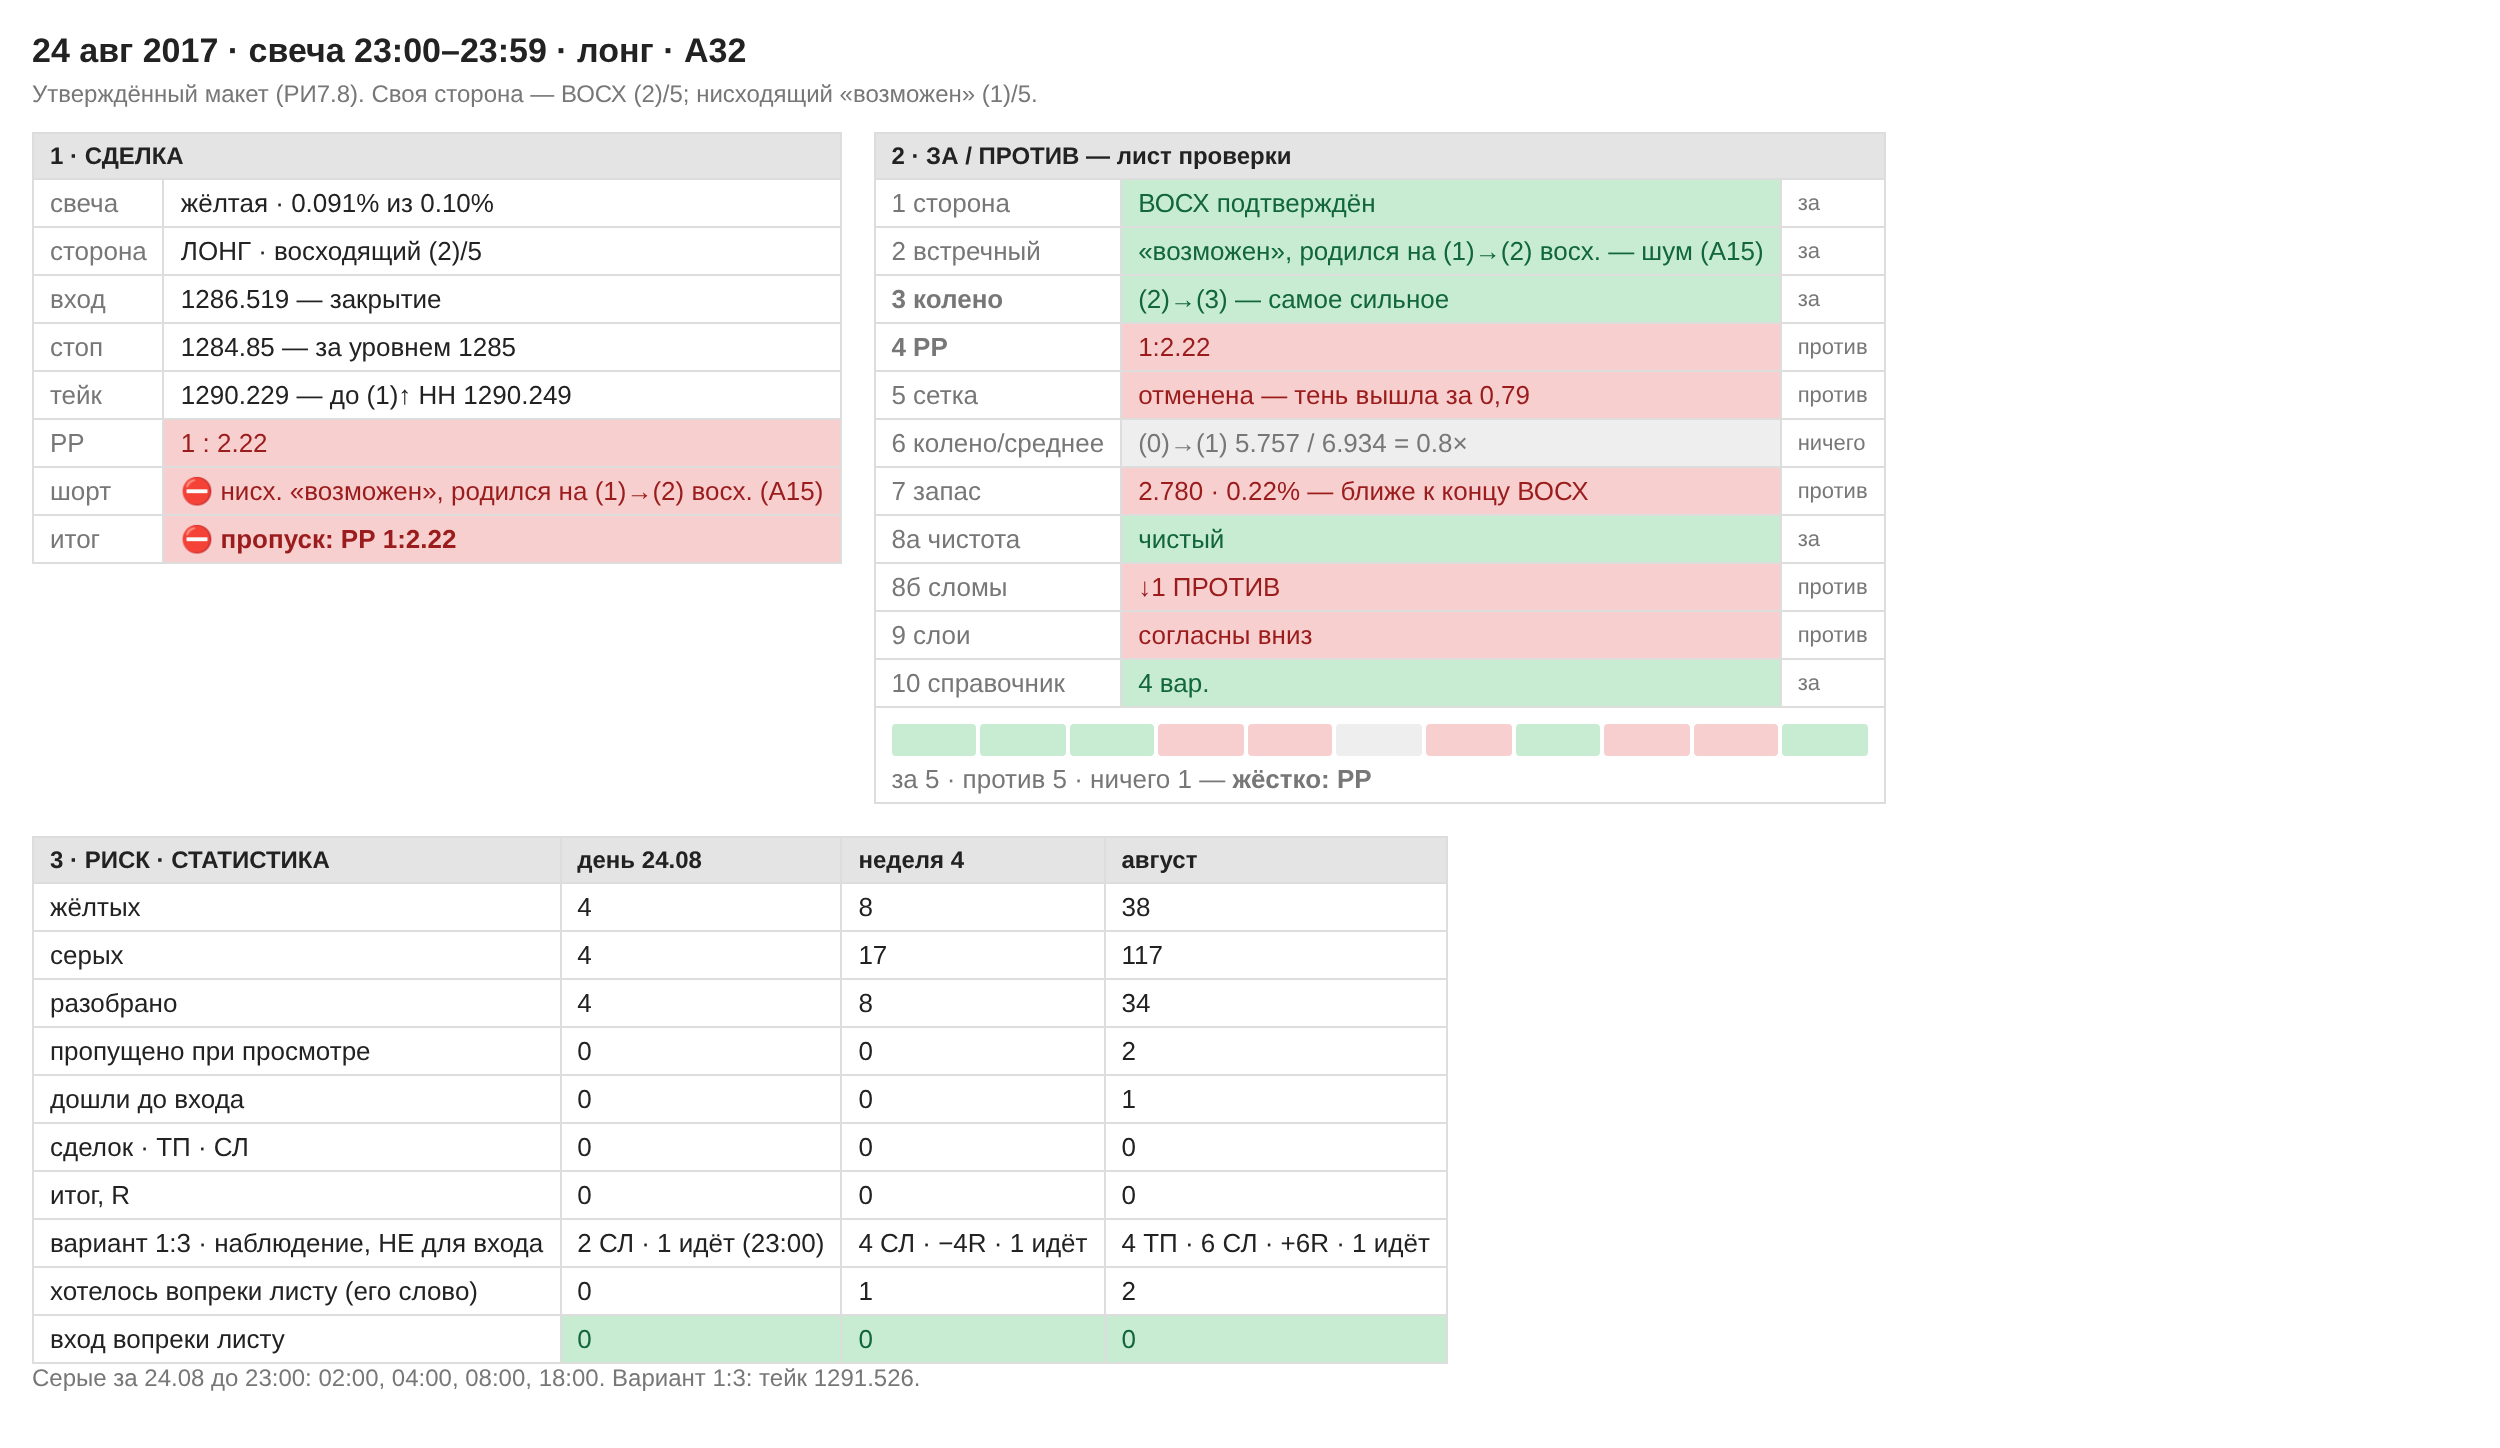 24 авг 2017 · свеча 23:00–23:59 · лонг · А32
Утверждённый макет (РИ7.8). Своя сторона — ВОСХ (2)/5; нисходящий «возможен» (1)/5.
1 · СДЕЛКА
свеча жёлтая · 0.091% из 0.10%
сторона ЛОНГ · восходящий (2)/5
вход 1286.519 — закрытие
стоп 1284.85 — за уровнем 1285
тейк 1290.229 — до (1)↑ НН 1290.249
РР 1 : 2.22
шорт ⛔ нисх. «возможен», родился на (1)→(2) восх. (А15)
итог ⛔ пропуск: РР 1:2.22
2 · ЗА / ПРОТИВ — лист проверки
1 сторона ВОСХ подтверждён за
2 встречный «возможен», родился на (1)→(2) восх. — шум (А15) за
3 колено (2)→(3) — самое сильное за
4 РР 1:2.22 против
5 сетка отменена — тень вышла за 0,79 против
6 колено/среднее (0)→(1) 5.757 / 6.934 = 0.8× ничего
7 запас 2.780 · 0.22% — ближе к концу ВОСХ против
8а чистота чистый за
8б сломы ↓1 ПРОТИВ против
9 слои согласны вниз против
10 справочник 4 вар. за
за 5 · против 5 · ничего 1 — жёстко: РР
3 · РИСК · СТАТИСТИКА день 24.08 неделя 4 август
жёлтых 4 8 38
серых 4 17 117
разобрано 4 8 34
пропущено при просмотре 0 0 2
дошли до входа 0 0 1
сделок · ТП · СЛ 0 0 0
итог, R 0 0 0
вариант 1:3 · наблюдение, НЕ для входа 2 СЛ · 1 идёт (23:00) 4 СЛ · −4R · 1 идёт 4 ТП · 6 СЛ · +6R · 1 идёт
хотелось вопреки листу (его слово) 0 1 2
вход вопреки листу 0 0 0
Серые за 24.08 до 23:00: 02:00, 04:00, 08:00, 18:00. Вариант 1:3: тейк 1291.526.